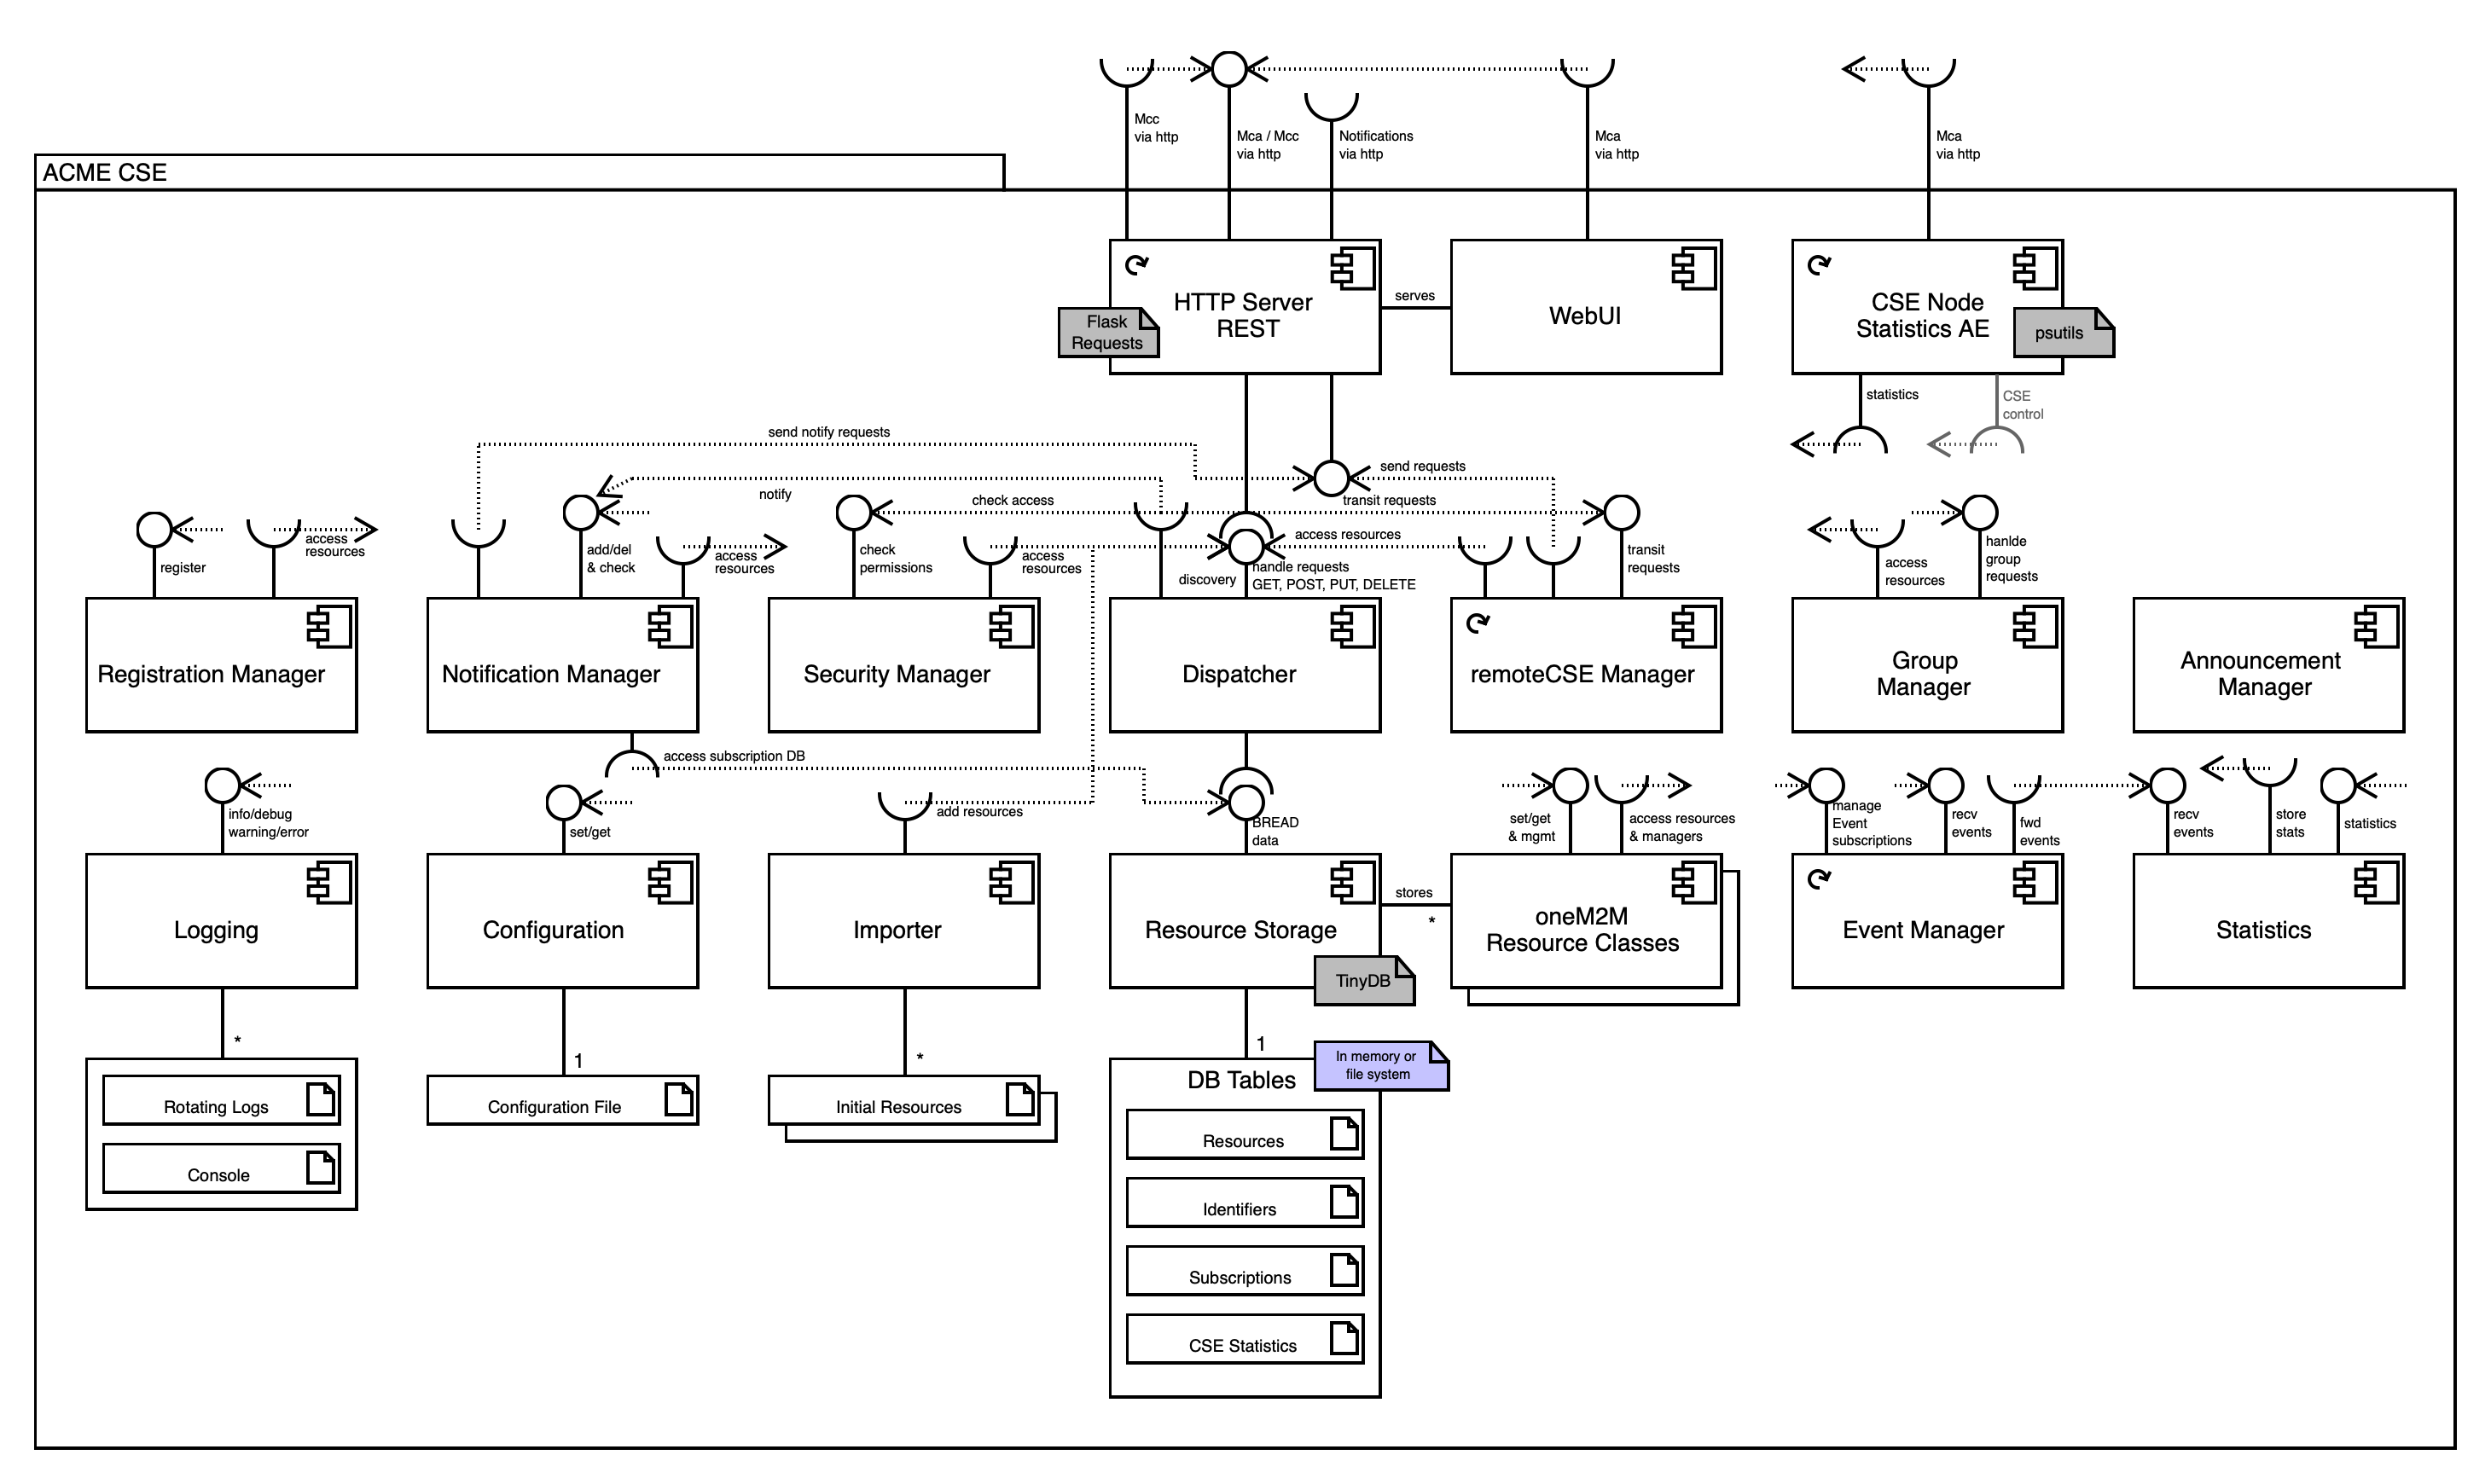 Mcc
via http
Mca / Mcc
via http
Notifications
via http
Mca
via http
Mca
via http
ACME CSE
HTTP Server
REST
Flask
Requests
serves
WebUI
CSE Node
Statistics AE
psutils
statistics
CSE
control
send notify requests
send requests
notify
check access
transit requests
access resources
register
access
resources
add/del
& check
access
resources
check
permissions
access
resources
discovery
handle requests
GET, POST, PUT, DELETE
transit
requests
access
resources
hanlde
group
requests
Registration Manager
Notification Manager
Security Manager
Dispatcher
remoteCSE Manager
Group
Manager
Announcement
Manager
access subscription DB
info/debug
warning/error
set/get
add resources
BREAD
data
set/get
& mgmt
access resources
& managers
manage
Event
subscriptions
recv
events
fwd
events
recv
events
store
stats
statistics
Logging
Configuration
Importer
Resource Storage
TinyDB
stores
*
oneM2M
Resource Classes
Event Manager
Statistics
*
1
*
1
Rotating Logs
Console
Configuration File
Initial Resources
DB Tables
In memory or
file system
Resources
Identifiers
Subscriptions
CSE Statistics